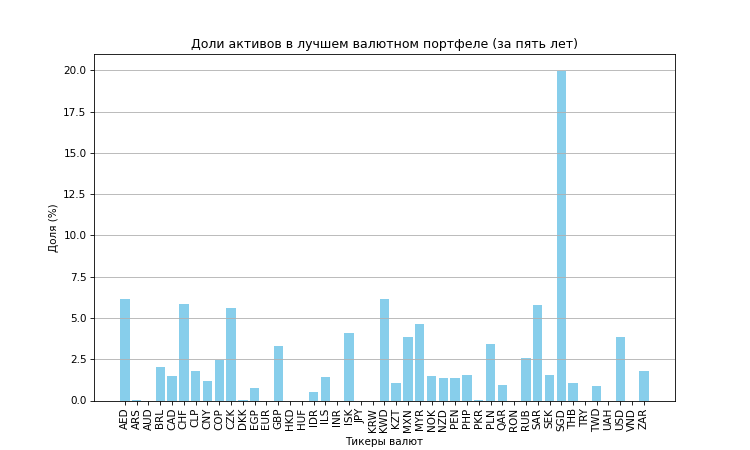 Доли активов в лучшем валютном портфеле (за пять лет)
Доля (%)
20.0
17.5
15.0
12.5
10.0
7.5
5.0
2.5
0.0
AED ARS AUD BRL CAD CHF CLP CNY COP CZK DKK EGP EUR GBP HKD HUF IDR ILS INR ISK JPY KRW KWD KZT MXN MYR NOK NZD PEN PHP PKR PLN QAR RON RUB SAR SEK SGD THB TRY TWD UAH USD VND ZAR
Тикеры валют